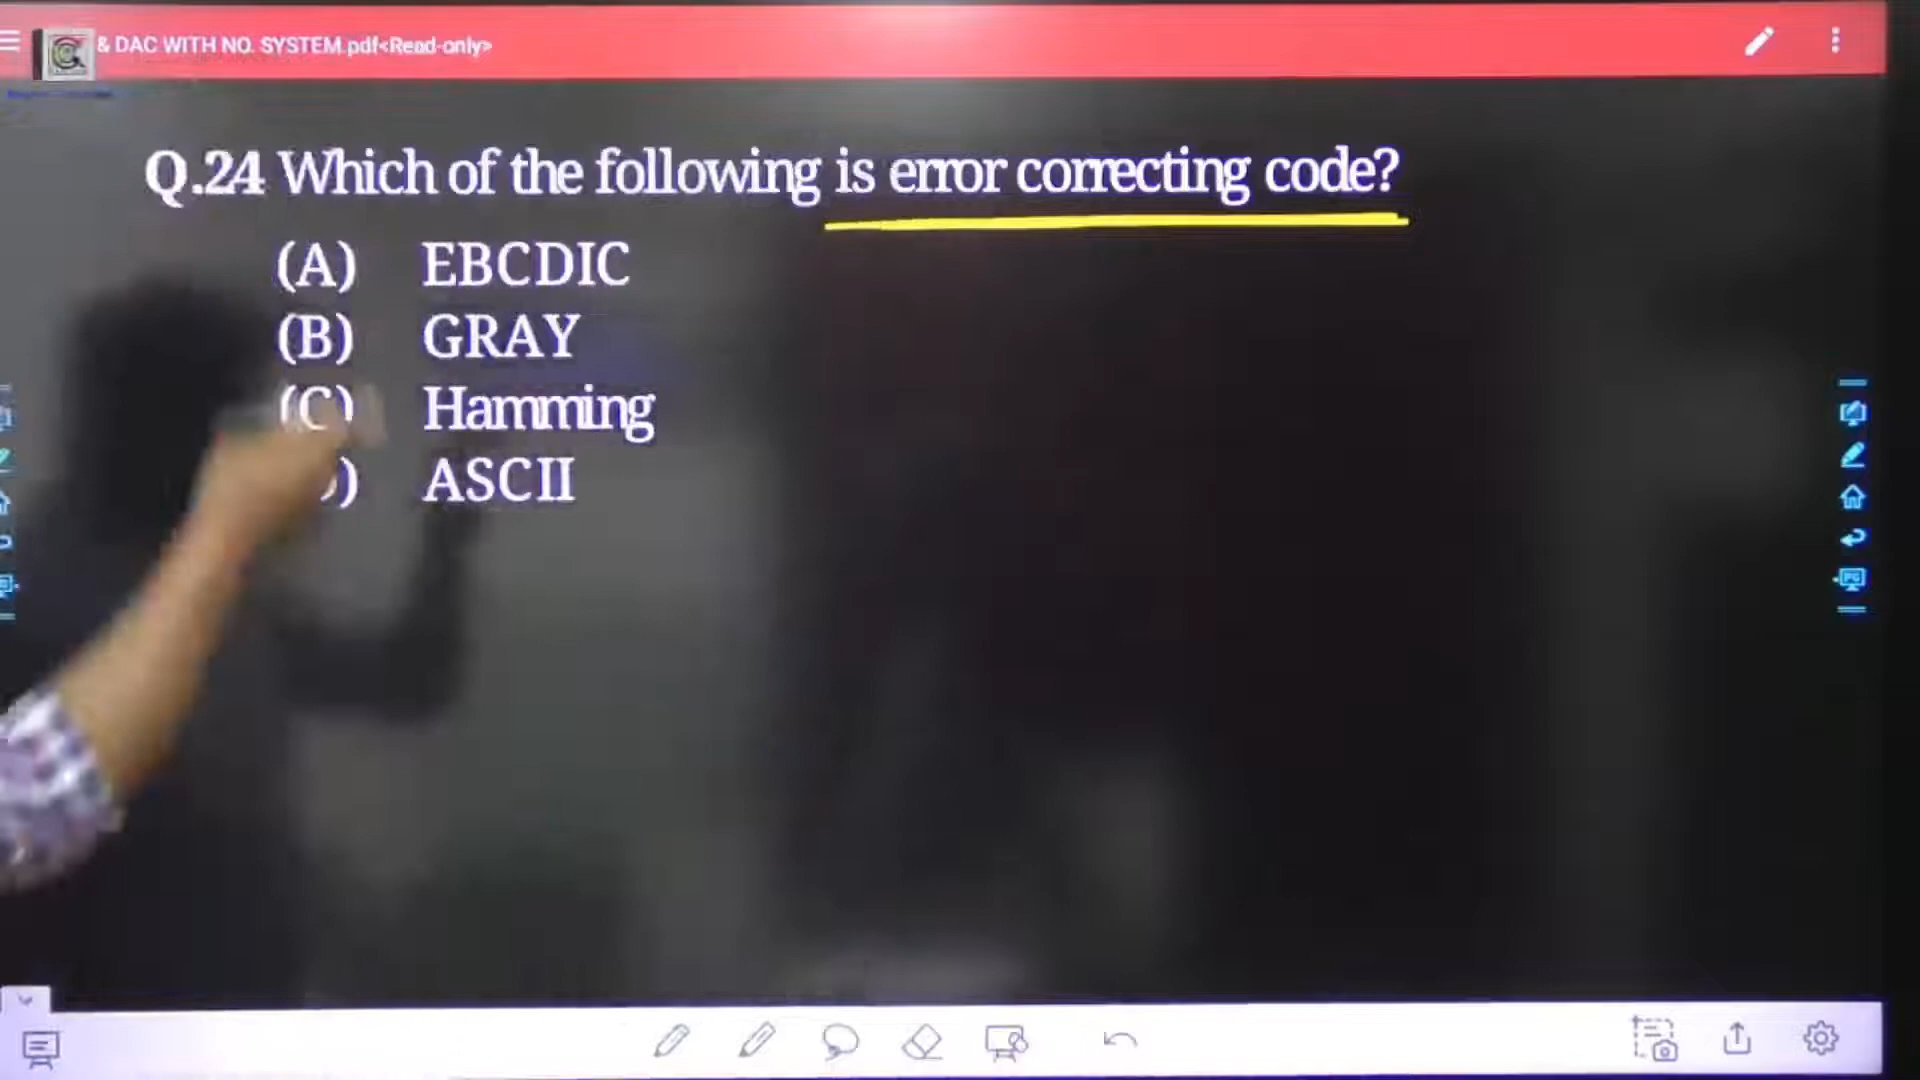 & DAC WITH NO. SYSTEM.pdf<Read-only>
Q.24 Which of the following is error correcting code?
(A) EBCDIC
(B) GRAY
(C) Hamming
) ASCII
PG